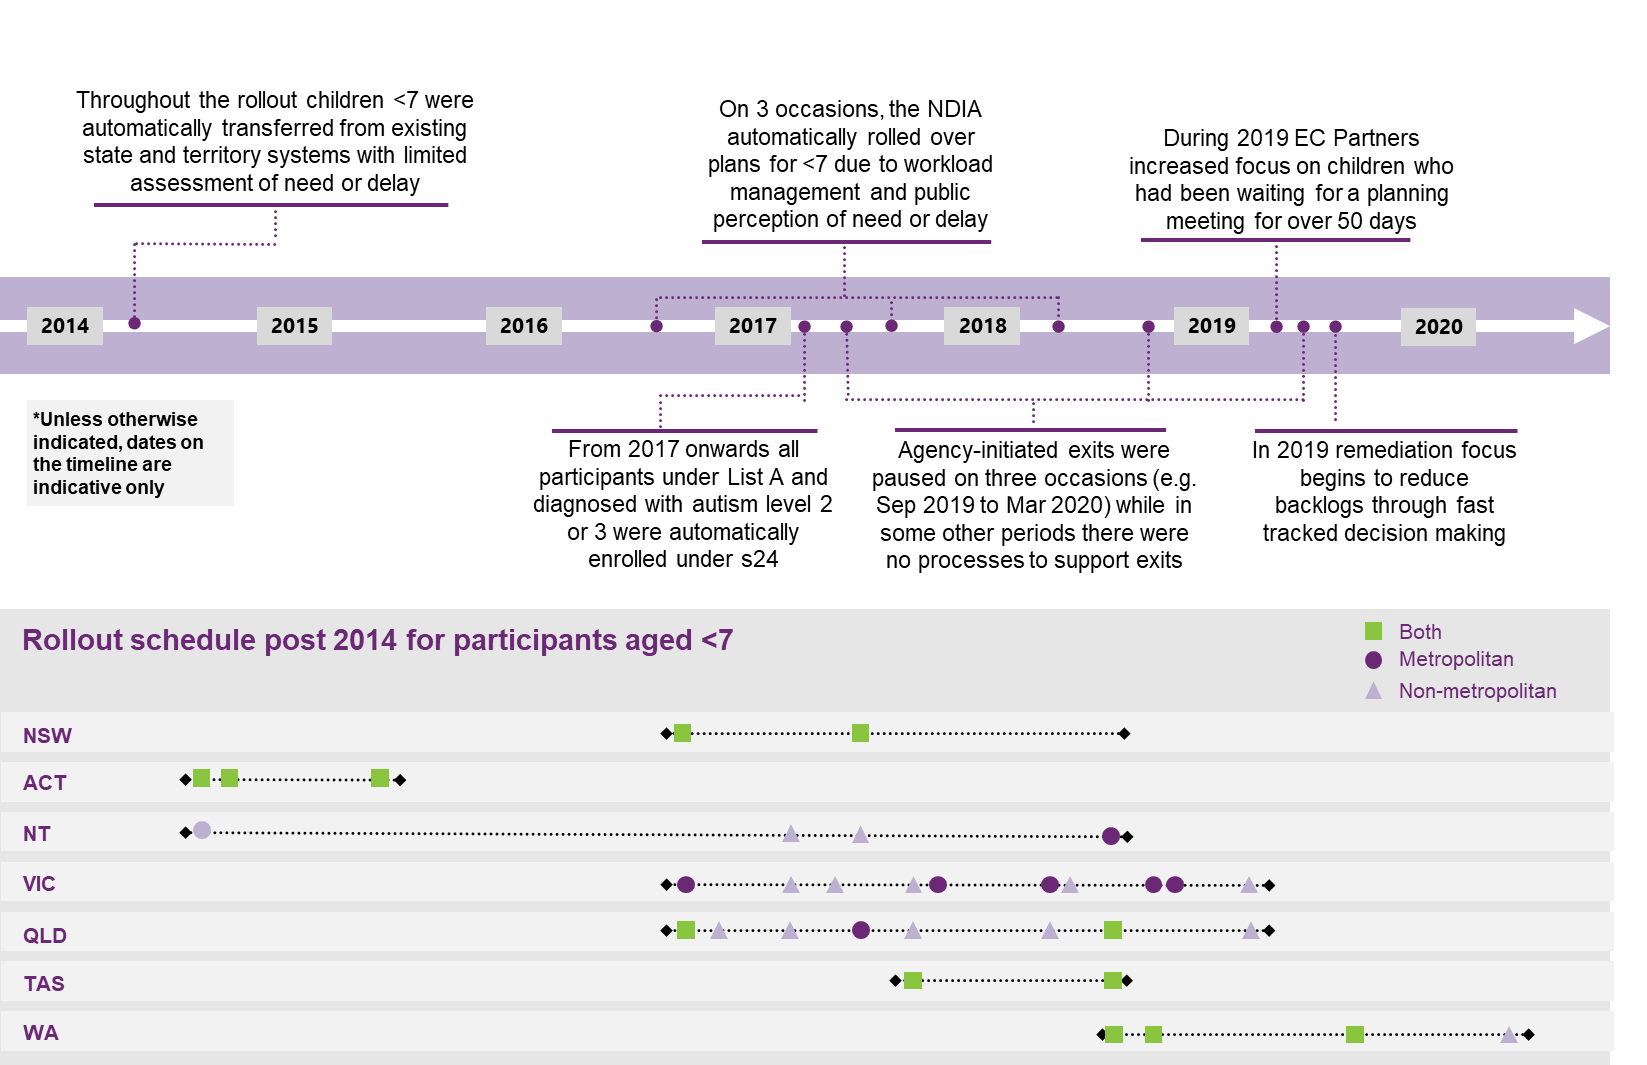 Throughout the rollout children <7 were
automatically transferred from existing
state and territory systems with limited
assessment of need or delay
On 3 occasions, the NDIA
automatically rolled over
plans for <7 due to workload
management and public
perception of need or delay
During 2019 EC Partners
increased focus on children who
had been waiting for a planning
meeting for over 50 days
2014
2015
2016
2017
2018
2019
2020
*Unless otherwise
indicated, dates on
the timeline are
indicative only
From 2017 onwards all
participants under List A and
diagnosed with autism level 2
or 3 were automatically
enrolled under s24
Agency-initiated exits were
paused on three occasions (e.g.
Sep 2019 to Mar 2020) while in
some other periods there were
no processes to support exits
In 2019 remediation focus
begins to reduce
backlogs through fast
tracked decision making
Rollout schedule post 2014 for participants aged <7
Both
Metropolitan
Non-metropolitan
NSW
ACT
NT
VIC
QLD
TAS
WA